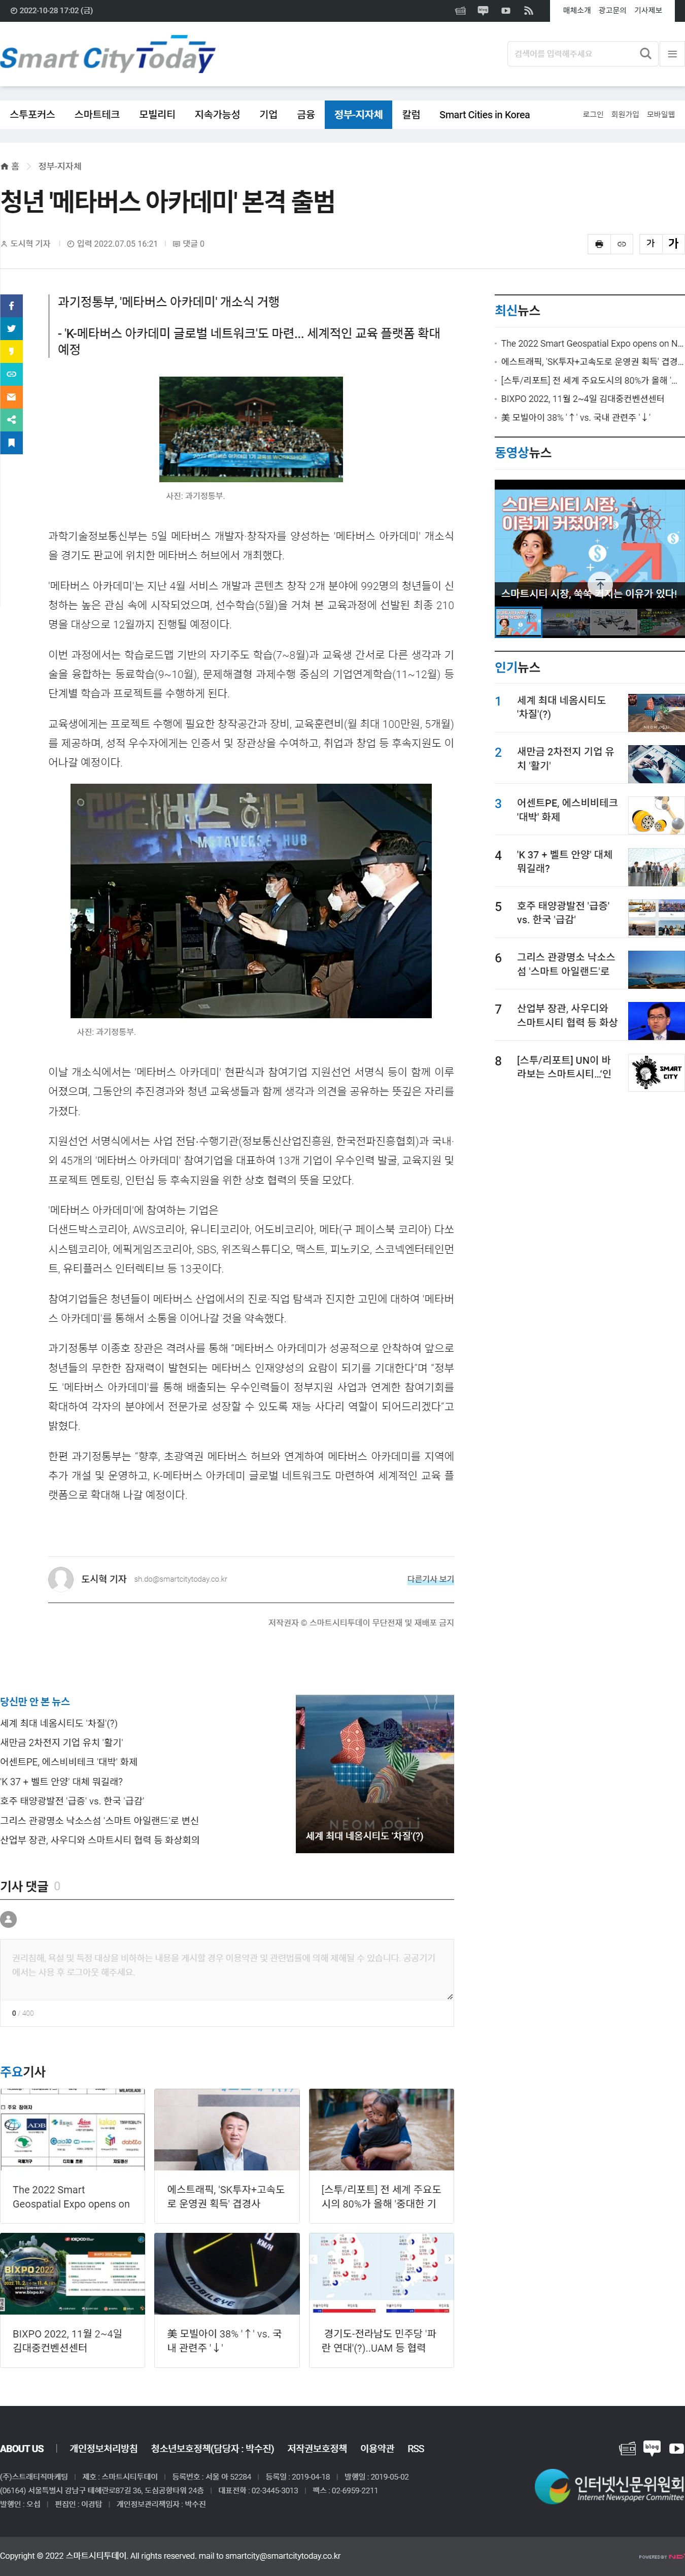 2022-10-28 17:02 (금)
매체소개 광고문의 기사제보
Smart City Today
검색어를 입력해주세요
스투포커스 스마트테크 모빌리티 지속가능성 기업 금융 정부·지자체 칼럼 Smart Cities in Korea
로그인 회원가입 모바일웹
홈 정부·지자체
청년 '메타버스 아카데미' 본격 출범
도시혁 기자 입력 2022.07.05 16:21 댓글 0
가 가
과기정통부, '메타버스 아카데미' 개소식 거행
- 'K-메타버스 아카데미 글로벌 네트워크'도 마련... 세계적인 교육 플랫폼 확대
예정
사진: 과기정통부.
과학기술정보통신부는 5일 메타버스 개발자·창작자를 양성하는 '메타버스 아카데미' 개소식
을 경기도 판교에 위치한 메타버스 허브에서 개최했다.
'메타버스 아카데미'는 지난 4월 서비스 개발과 콘텐츠 창작 2개 분야에 992명의 청년들이 신
청하는 높은 관심 속에 시작되었으며, 선수학습(5월)을 거쳐 본 교육과정에 선발된 최종 210
명을 대상으로 12월까지 진행될 예정이다.
이번 과정에서는 학습로드맵 기반의 자기주도 학습(7~8월)과 교육생 간서로 다른 생각과 기
술을 융합하는 동료학습(9~10월), 문제해결형 과제수행 중심의 기업연계학습(11~12월) 등
단계별 학습과 프로젝트를 수행하게 된다.
교육생에게는 프로젝트 수행에 필요한 창작공간과 장비, 교육훈련비(월 최대 100만원, 5개월)
를 제공하며, 성적 우수자에게는 인증서 및 장관상을 수여하고, 취업과 창업 등 후속지원도 이
어나갈 예정이다.
메타버스 허브
METAVERSE HUB
사진: 과기정통부.
이날 개소식에서는 '메타버스 아카데미' 현판식과 참여기업 지원선언 서명식 등이 함께 이루
어졌으며, 그동안의 추진경과와 청년 교육생들과 함께 생각과 의견을 공유하는 뜻깊은 자리를
가졌다.
지원선언 서명식에서는 사업 전담·수행기관(정보통신산업진흥원, 한국전파진흥협회)과 국내·
외 45개의 '메타버스 아카데미' 참여기업을 대표하여 13개 기업이 우수인력 발굴, 교육지원 및
프로젝트 멘토링, 인턴십 등 후속지원을 위한 상호 협력의 뜻을 모았다.
'메타버스 아카데미'에 참여하는 기업은
더샌드박스코리아, AWS코리아, 유니티코리아, 어도비코리아, 메타(구 페이스북 코리아) 다쏘
시스템코리아, 에픽게임즈코리아, SBS, 위즈윅스튜디오, 맥스트, 피노키오, 스코넥엔터테인먼
트, 유티플러스 인터렉티브 등 13곳이다.
참여기업들은 청년들이 메타버스 산업에서의 진로·직업 탐색과 진지한 고민에 대하여 '메타버
스 아카데미'를 통해서 소통을 이어나갈 것을 약속했다.
과기정통부 이종호 장관은 격려사를 통해 "메타버스 아카데미가 성공적으로 안착하여 앞으로
청년들의 무한한 잠재력이 발현되는 메타버스 인재양성의 요람이 되기를 기대한다"며 "정부
도 '메타버스 아카데미'를 통해 배출되는 우수인력들이 정부지원 사업과 연계한 참여기회를
확대하여 각자의 분야에서 전문가로 성장할 수 있도록 재능 사다리 역할이 되어드리겠다"고
밝혔다.
한편 과기정통부는 "향후, 초광역권 메타버스 허브와 연계하여 메타버스 아카데미를 지역에
추가 개설 및 운영하고, K-메타버스 아카데미 글로벌 네트워크도 마련하여 세계적인 교육 플
랫폼으로 확대해 나갈 예정이다.
도시혁 기자 sh.do@smartcitytoday.co.kr
다른기사 보기
저작권자 © 스마트시티투데이 무단전재 및 재배포 금지
최신뉴스
The 2022 Smart Geospatial Expo opens on N...
에스트래픽, 'SK투자+고속도로 운영권 획득' 겹경...
[스투/리포트] 전 세계 주요도시의 80%가 올해 '...
BIXPO 2022, 11월 2~4일 김대중컨벤션센터
美 모빌아이 38% '↑' vs. 국내 관련주 '↓'
동영상뉴스
스마트시티 시장,
이렇게 커졌어?!
스마트시티 시장, 쑥쑥 커지는 이유가 있다!
인기뉴스
1 세계 최대 네옴시티도
'차질'(?)
2 새만금 2차전지 기업 유
치 '활기'
3 어센트PE, 에스비비테크
'대박' 화제
4 'K 37 + 벨트 안양' 대체
뭐길래?
5 호주 태양광발전 '급증'
vs. 한국 '급감'
6 그리스 관광명소 낙소스
섬 '스마트 아일랜드'로
7 산업부 장관, 사우디와
스마트시티 협력 등 화상
8 [스투/리포트] UN이 바
라보는 스마트시티…'인
SMART
CITY
당신만 안 본 뉴스
세계 최대 네옴시티도 '차질'(?)
새만금 2차전지 기업 유치 '활기'
어센트PE, 에스비비테크 '대박' 화제
'K 37 + 벨트 안양' 대체 뭐길래?
호주 태양광발전 '급증' vs. 한국 '급감'
그리스 관광명소 낙소스섬 '스마트 아일랜드'로 변신
산업부 장관, 사우디와 스마트시티 협력 등 화상회의
NEOM نيوم
세계 최대 네옴시티도 '차질'(?)
기사 댓글 0
권리침해, 욕설 및 특정 대상을 비하하는 내용을 게시할 경우 이용약관 및 관련법률에 의해 제재될 수 있습니다. 공공기기
에서는 사용 후 로그아웃 해주세요.
0 / 400
주요기사
The 2022 Smart
Geospatial Expo opens on
에스트래픽, 'SK투자+고속도
로 운영권 획득' 겹경사
[스투/리포트] 전 세계 주요도
시의 80%가 올해 '중대한 기
BIXPO2022
BIXPO 2022, 11월 2~4일
김대중컨벤션센터
美 모빌아이 38% '↑' vs. 국
내 관련주 '↓'
경기도-전라남도 민주당 '파
란 연대'(?)..UAM 등 협력
ABOUT US 개인정보처리방침 청소년보호정책(담당자 : 박수진) 저작권보호정책 이용약관 RSS
blog
(주)스트래티직마케팅 제호 : 스마트시티투데이 등록번호 : 서울 아 52284 등록일 : 2019-04-18 발행일 : 2019-05-02
(06164) 서울특별시 강남구 테헤란로87길 36, 도심공항타워 24층 대표전화 : 02-3445-3013 팩스 : 02-6959-2211
발행인 : 오섭 편집인 : 이경탑 개인정보관리책임자 : 박수진
인터넷신문위원회
Internet Newspaper Committee
Copyright © 2022 스마트시티투데이. All rights reserved. mail to smartcity@smartcitytoday.co.kr
POWERED BY